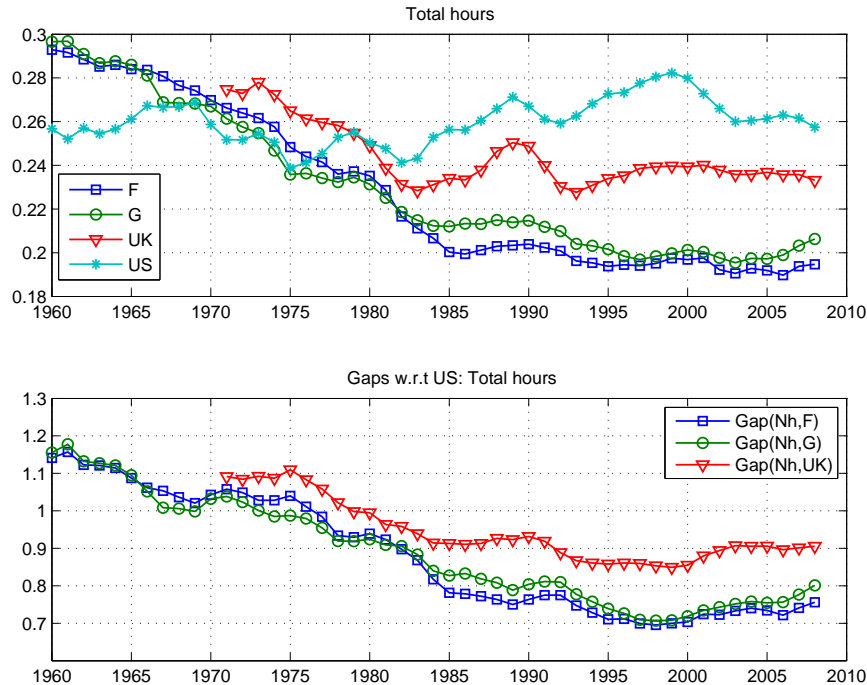 Total hours
0.3
0.28
0.26
0.24
0.22
0.2
0.18
F
G
UK
US
1960 1965 1970 1975 1980 1985 1990 1995 2000 2005 2010
Gaps w.r.t US: Total hours
1.3
1.2
1.1
1
0.9
0.8
0.7
Gap(Nh,F)
Gap(Nh,G)
Gap(Nh,UK)
1960 1965 1970 1975 1980 1985 1990 1995 2000 2005 2010